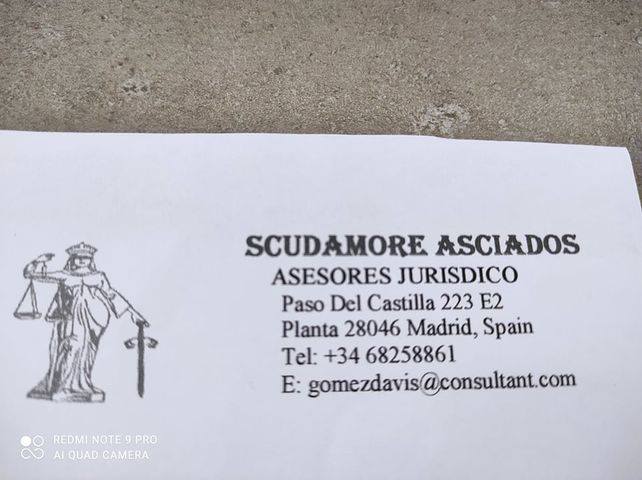 SCUDAMORE ASCIADOS
ASESORES JURISDICO
Paso Del Castilla 223 E2
Planta 28046 Madrid, Spain
Tel: +34 68258861
E: gomezdavis@consultant.com
REDMI NOTE 9 PRO
AI QUAD CAMERA